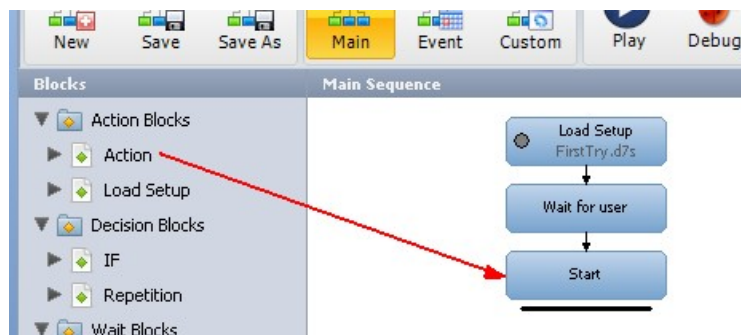 New
Save
Save As
Main
Event
Custom
Play
Debug
Blocks
Main Sequence
Action Blocks
Action
Load Setup
Decision Blocks
IF
Repetition
Wait Blocks
Load Setup
FirstTry.d7s
Wait for user
Start